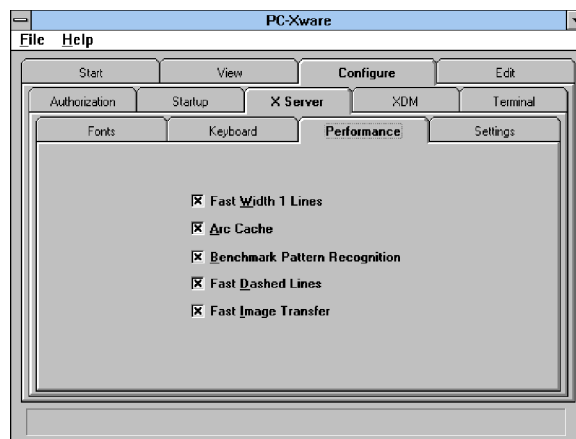 PC-Xware
File Help
Start View Configure Edit
Authorization Startup X Server XDM Terminal
Fonts Keyboard Performance Settings
Fast Width 1 Lines
Arc Cache
Benchmark Pattern Recognition
Fast Dashed Lines
Fast Image Transfer